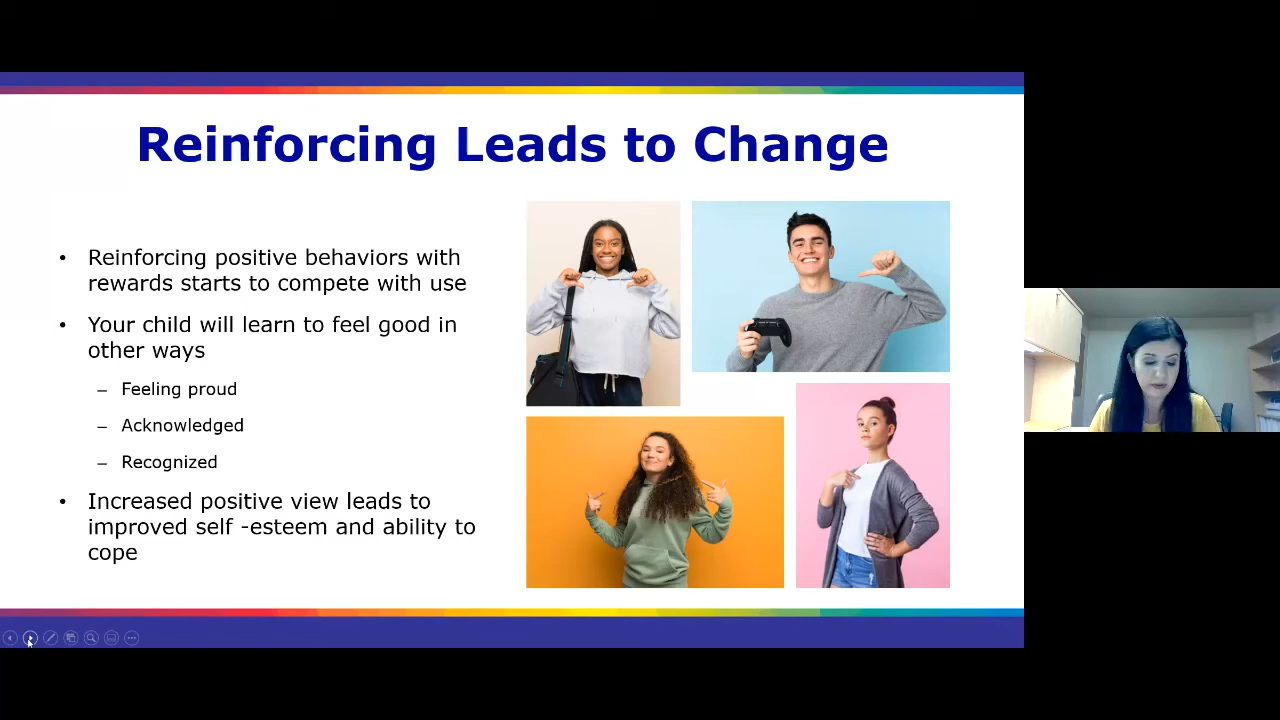 Reinforcing Leads to Change
• Reinforcing positive behaviors with
rewards starts to compete with use
• Your child will learn to feel good in
other ways
– Feeling proud
– Acknowledged
– Recognized
• Increased positive view leads to
improved self -esteem and ability to
cope